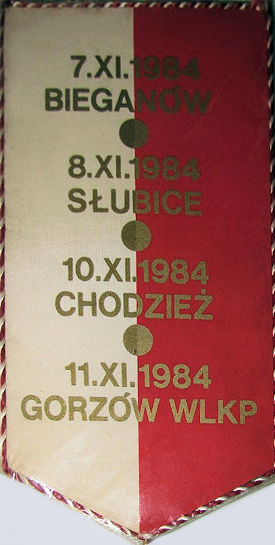 7.XI.1984
BIEGANÓW
8.XI.1984
SŁUBICE
10.XI.1984
CHODZIEŻ
11.XI.1984
GORZÓW WLKP